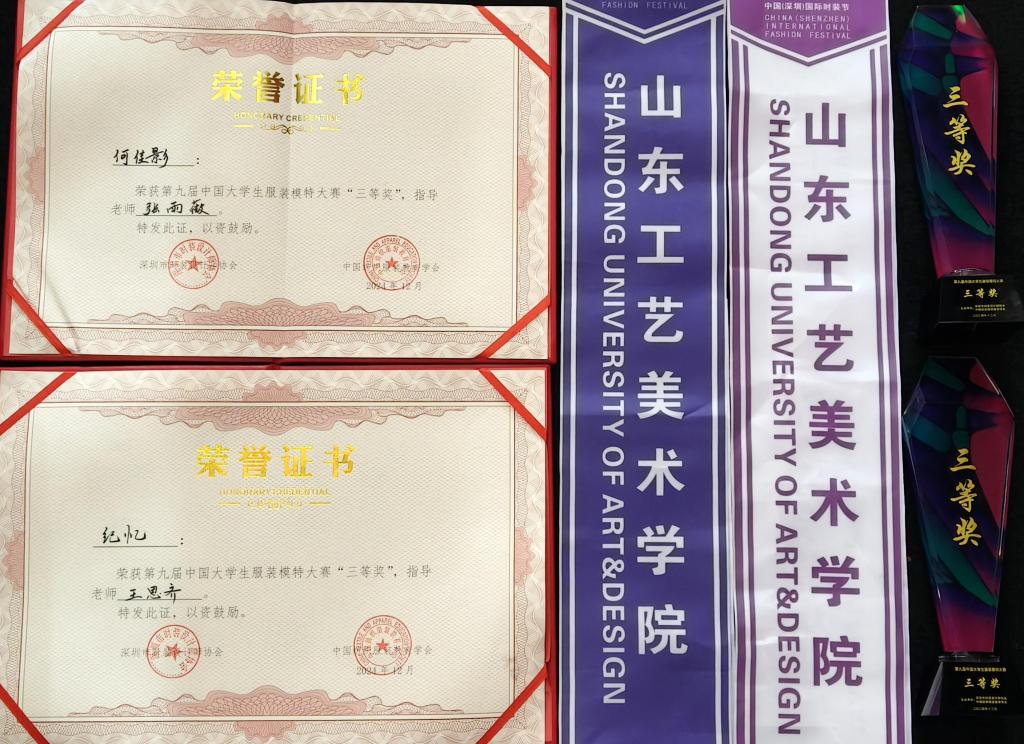 荣誉证书
HONORARY CREDENTIAL
何佳影：
荣获第九届中国大学生服装模特大赛“三等奖”，指导
老师张雨薇。
特发此证，以资鼓励。
2024年12月
荣誉证书
HONORARY CREDENTIAL
纪忆：
荣获第九届中国大学生服装模特大赛“三等奖”，指导
老师王思齐。
特发此证，以资鼓励。
2024年12月
FASHION FESTIVAL
山东工艺美术学院
SHANDONG UNIVERSITY OF ART&DESIGN
中国(深圳)国际时装节
CHINA(SHENZHEN)
INTERNATIONAL
FASHION FESTIVAL
山东工艺美术学院
SHANDONG UNIVERSITY OF ART&DESIGN
三等奖
三等奖
三等奖
三等奖